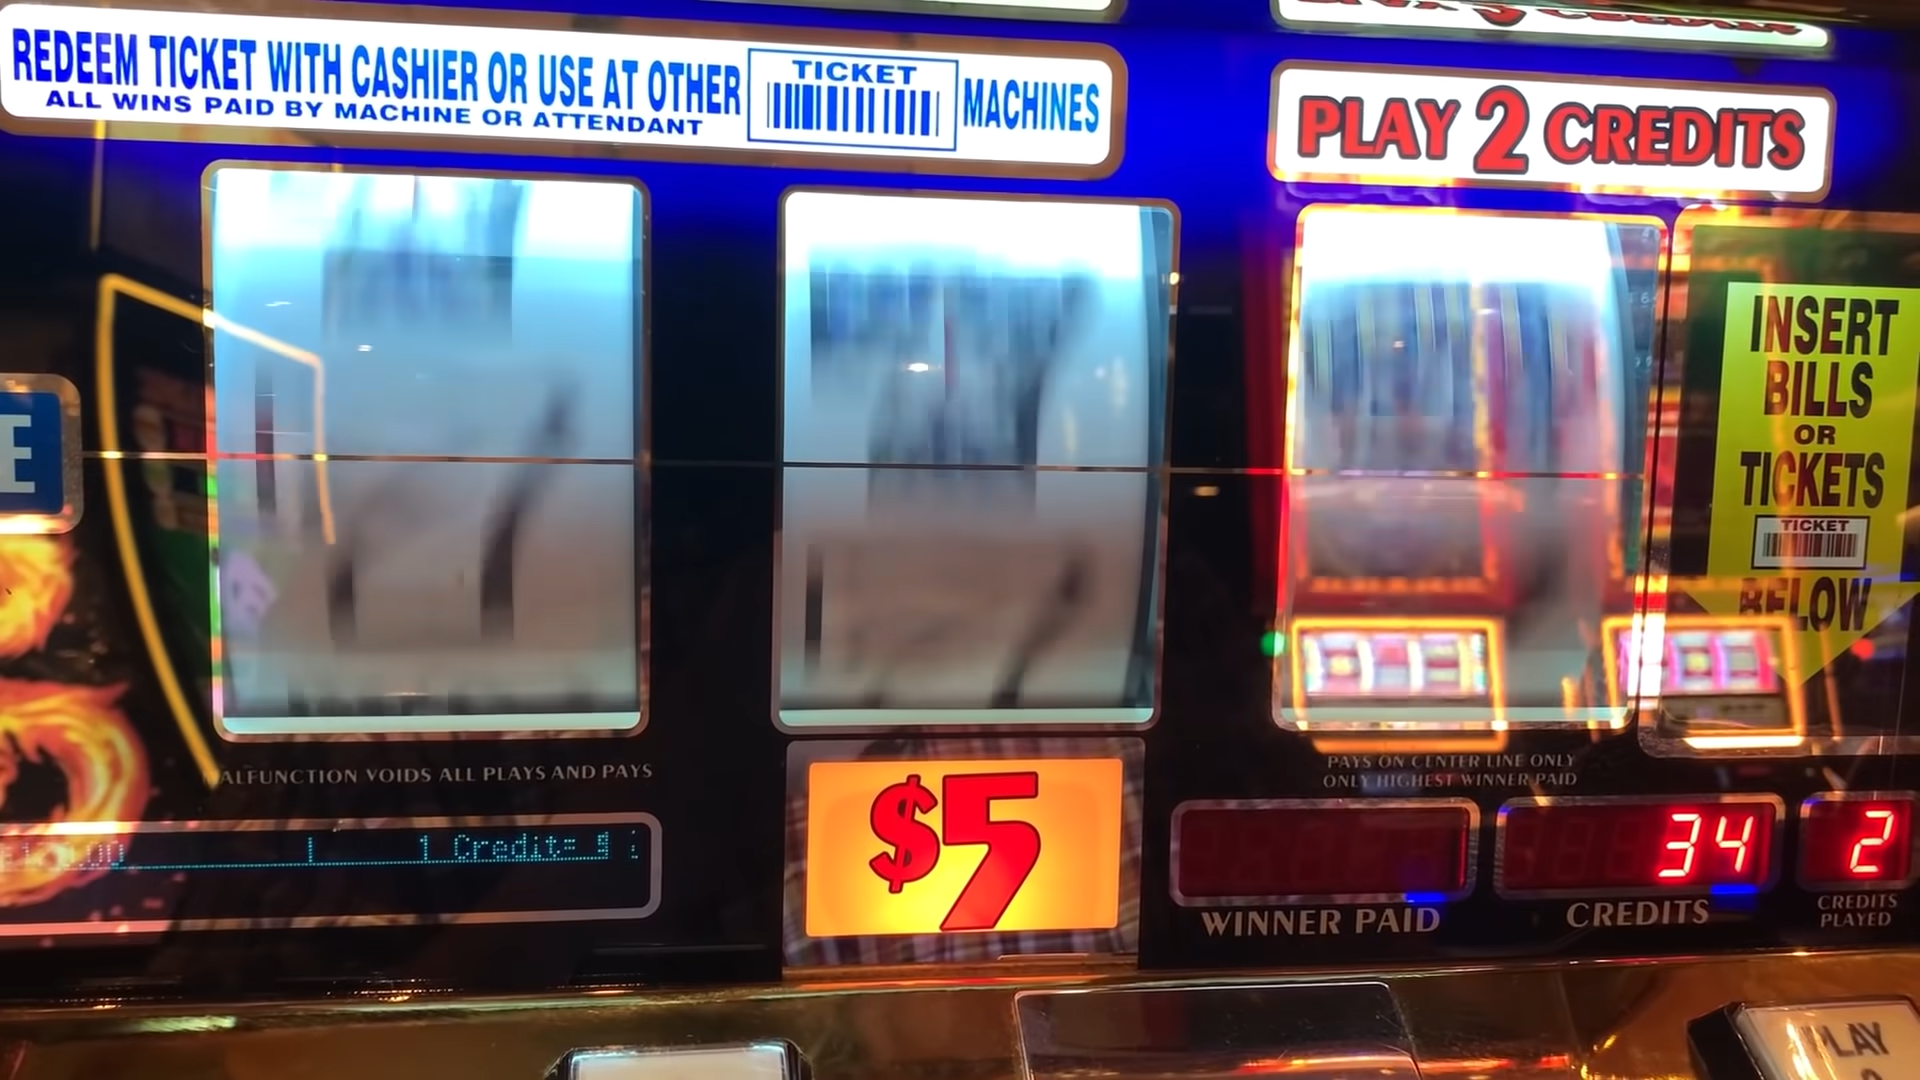 REDEEM TICKET WITH CASHIER OR USE AT OTHER MACHINES
ALL WINS PAID BY MACHINE OR ATTENDANT
TICKET
PLAY 2 CREDITS
INSERT
BILLS
OR
TICKETS
TICKET
BELOW
E
MALFUNCTION VOIDS ALL PLAYS AND PAYS
PAYS ON CENTER LINE ONLY
ONLY HIGHEST WINNER PAID
1 Credit=
$5
34
2
WINNER PAID
CREDITS
CREDITS
PLAYED
PLAY